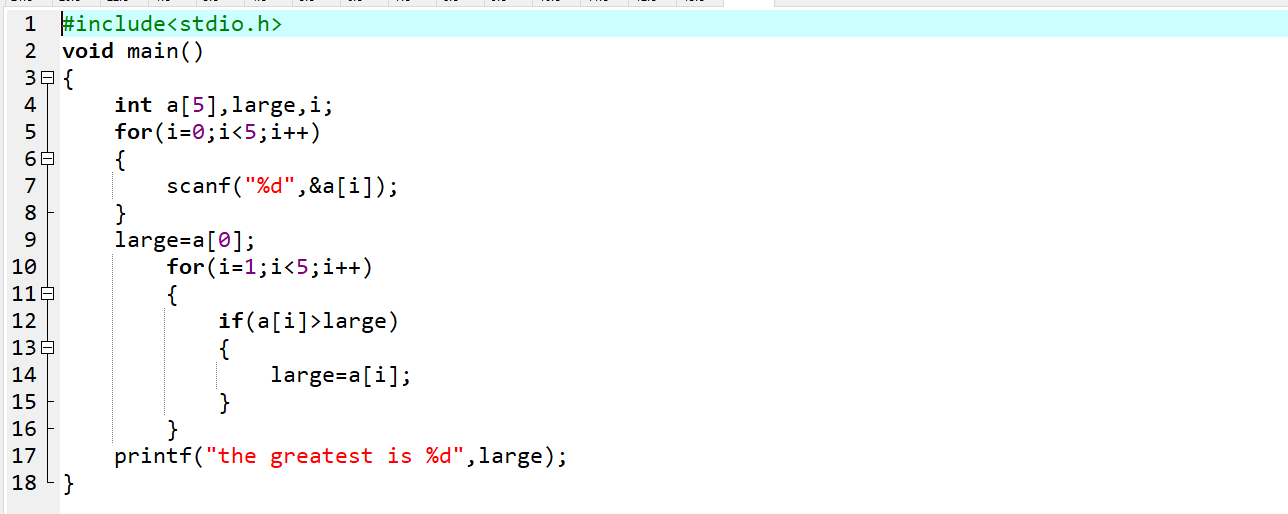 1 #include<stdio.h>
2 void main()
3 {
4 int a[5],large,i;
5 for(i=0;i<5;i++)
6 {
7 scanf("%d",&a[i]);
8 }
9 large=a[0];
10 for(i=1;i<5;i++)
11 {
12 if(a[i]>large)
13 {
14 large=a[i];
15 }
16 }
17 printf("the greatest is %d",large);
18 }